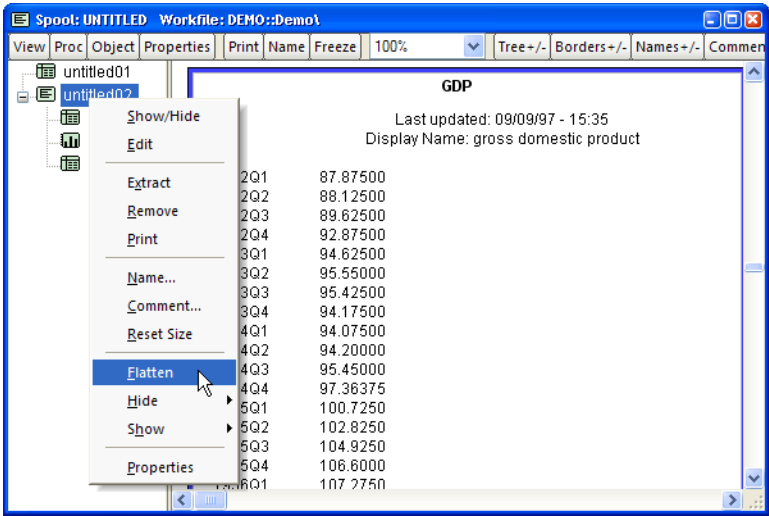 Spool: UNTITLED Workfile: DEMO::Demo\
View Proc Object Properties Print Name Freeze 100% Tree+/- Borders+/- Names+/- Commen
untitled01
untitled02
Show/Hide
Edit
Extract
Remove
Print
Name...
Comment...
Reset Size
Flatten
Hide
Show
Properties
GDP
Last updated: 09/09/97 - 15:35
Display Name: gross domestic product
2Q1 87.87500
2Q2 88.12500
2Q3 89.62500
2Q4 92.87500
3Q1 94.62500
3Q2 95.55000
3Q3 95.42500
3Q4 94.17500
4Q1 94.07500
4Q2 94.20000
4Q3 95.45000
4Q4 97.36375
5Q1 100.7250
5Q2 102.8250
5Q3 104.9250
5Q4 106.6000
1956Q1 107.2750